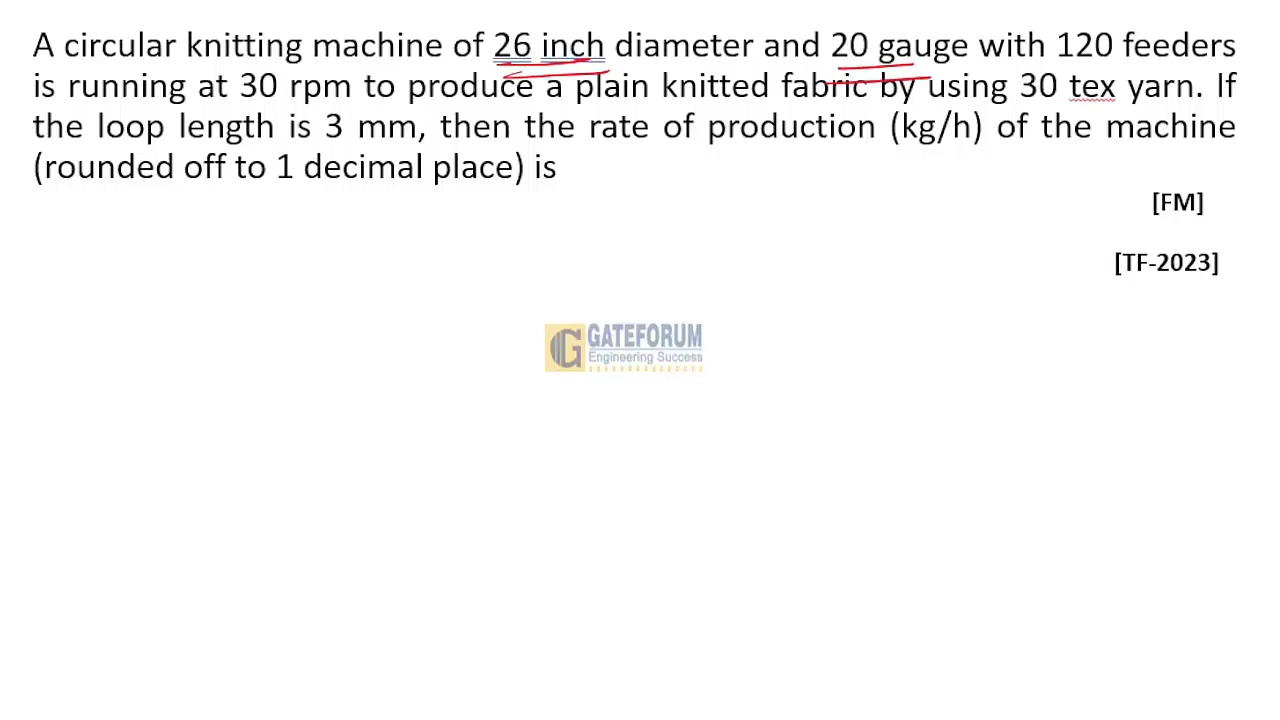 A circular knitting machine of 26 inch diameter and 20 gauge with 120 feeders
is running at 30 rpm to produce a plain knitted fabric by using 30 tex yarn. If
the loop length is 3 mm, then the rate of production (kg/h) of the machine
(rounded off to 1 decimal place) is
[FM]
[TF-2023]
G GATEFORUM
Engineering Success